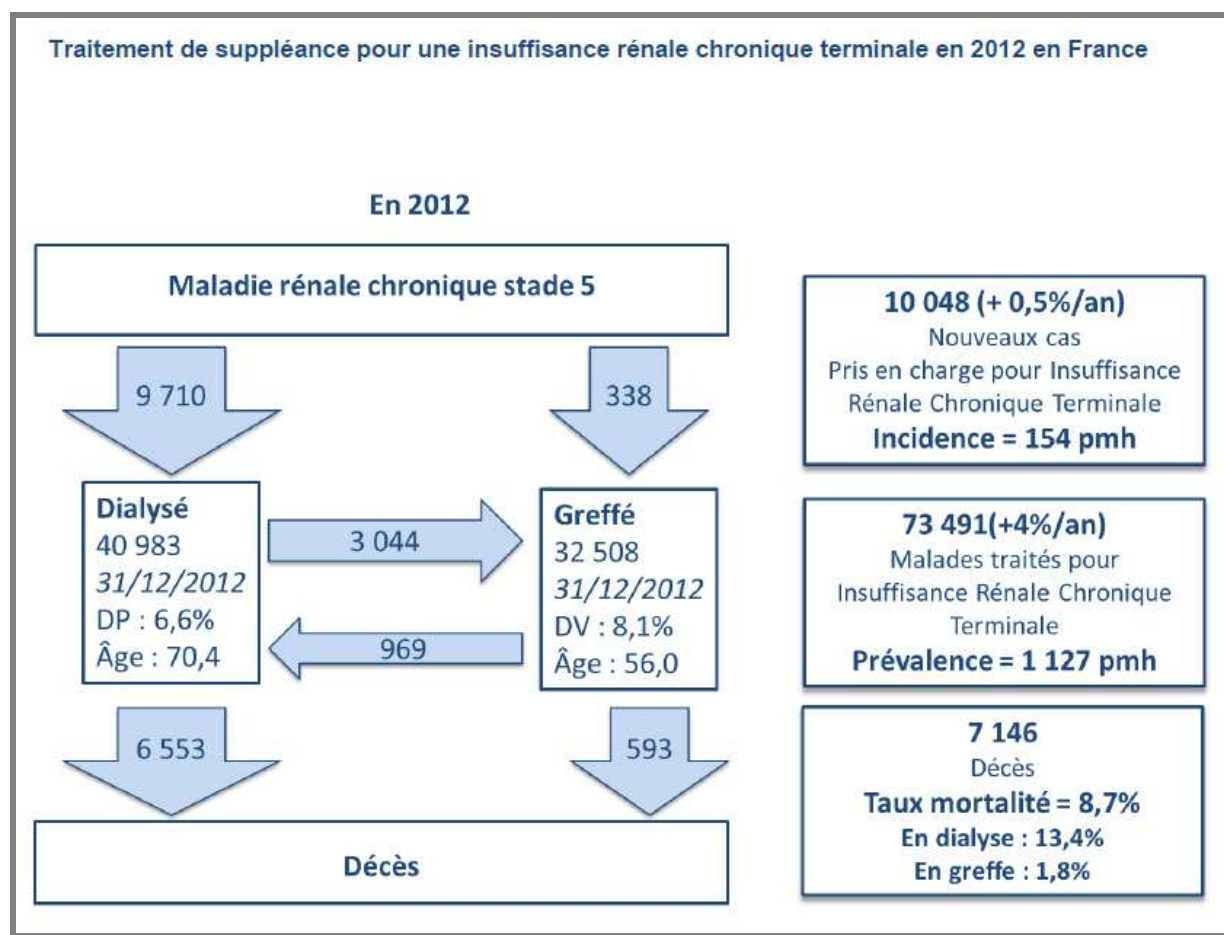 Traitement de suppléance pour une insuffisance rénale chronique terminale en 2012 en France
En 2012
Maladie rénale chronique stade 5
9 710
338
Dialysé
40 983
31/12/2012
DP : 6,6%
Âge : 70,4
3 044
969
Greffé
32 508
31/12/2012
DV : 8,1%
Âge : 56,0
6 553
593
Décès
10 048 (+ 0,5%/an)
Nouveaux cas
Pris en charge pour Insuffisance
Rénale Chronique Terminale
Incidence = 154 pmh
73 491(+4%/an)
Malades traités pour
Insuffisance Rénale Chronique
Terminale
Prévalence = 1 127 pmh
7 146
Décès
Taux mortalité = 8,7%
En dialyse : 13,4%
En greffe : 1,8%